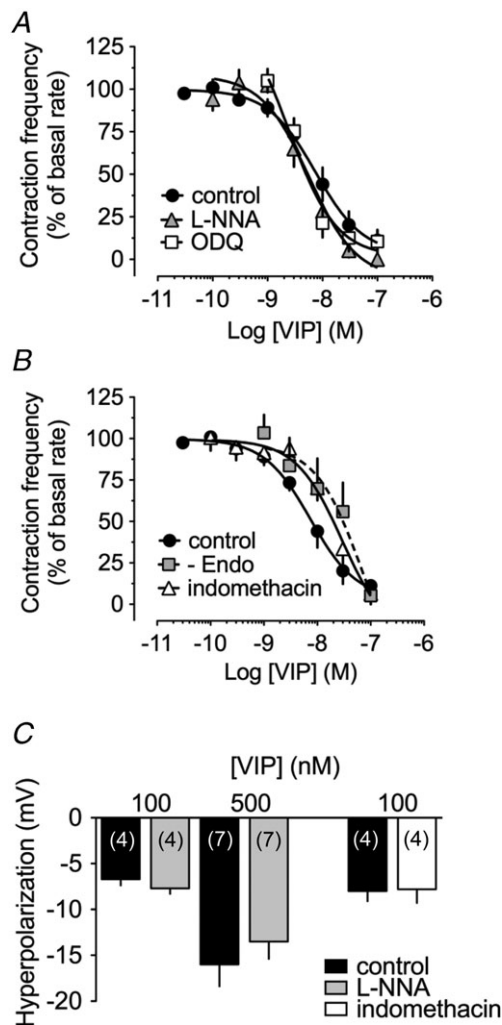 A
Contraction frequency
(% of basal rate)
125
100
75
50
25
0
control
L-NNA
ODQ
-11 -10 -9 -8 -7 -6
Log [VIP] (M)
B
Contraction frequency
(% of basal rate)
125
100
75
50
25
0
control
- Endo
indomethacin
-11 -10 -9 -8 -7 -6
Log [VIP] (M)
C
[VIP] (nM)
100 500 100
Hyperpolarization (mV)
0
-5
-10
-15
-20
(4) (4) (7) (7) (4) (4)
control
L-NNA
indomethacin